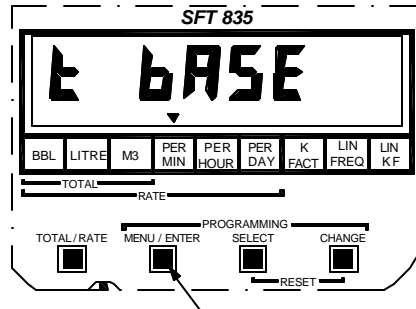 SFT 835
t bASE
BBL LITRE M3 PER MIN PER HOUR PER DAY K FACT LIN FREQ LIN KF
TOTAL
RATE
PROGRAMMING
TOTAL / RATE MENU / ENTER SELECT CHANGE
RESET